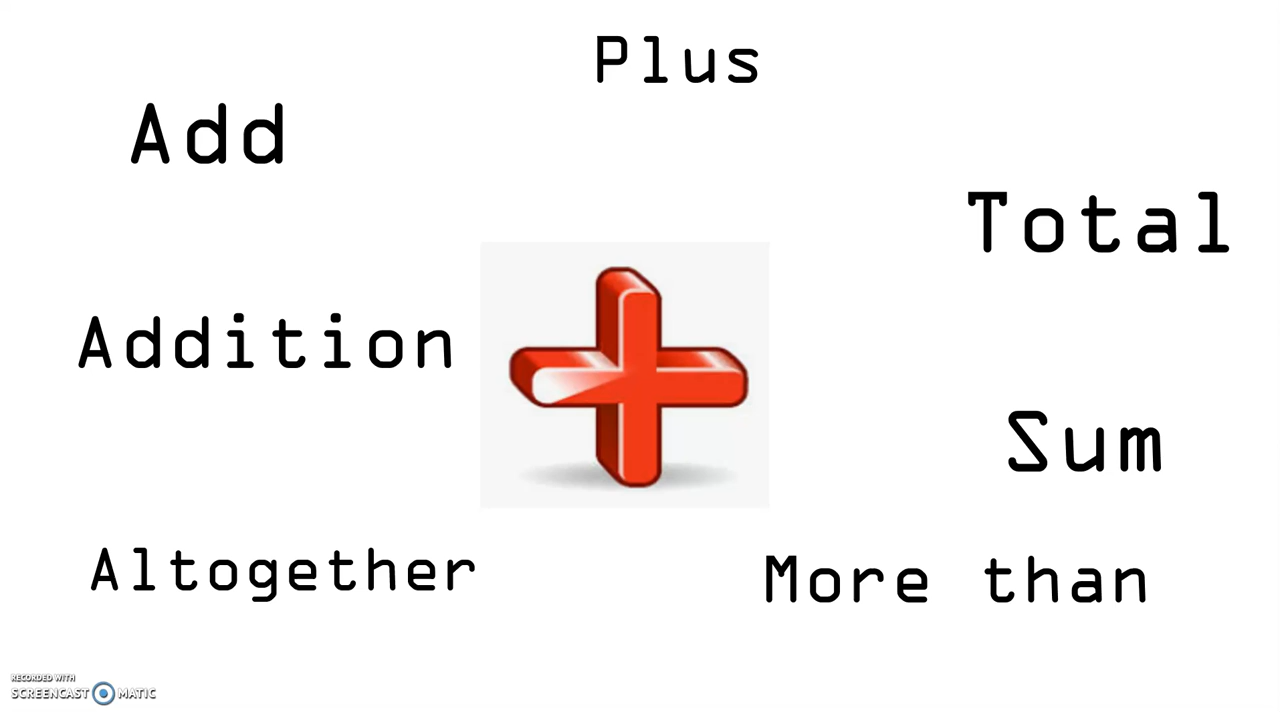 Plus
Add
Total
Addition
Sum
Altogether
More than
RECORDED WITH
SCREENCAST MATIC